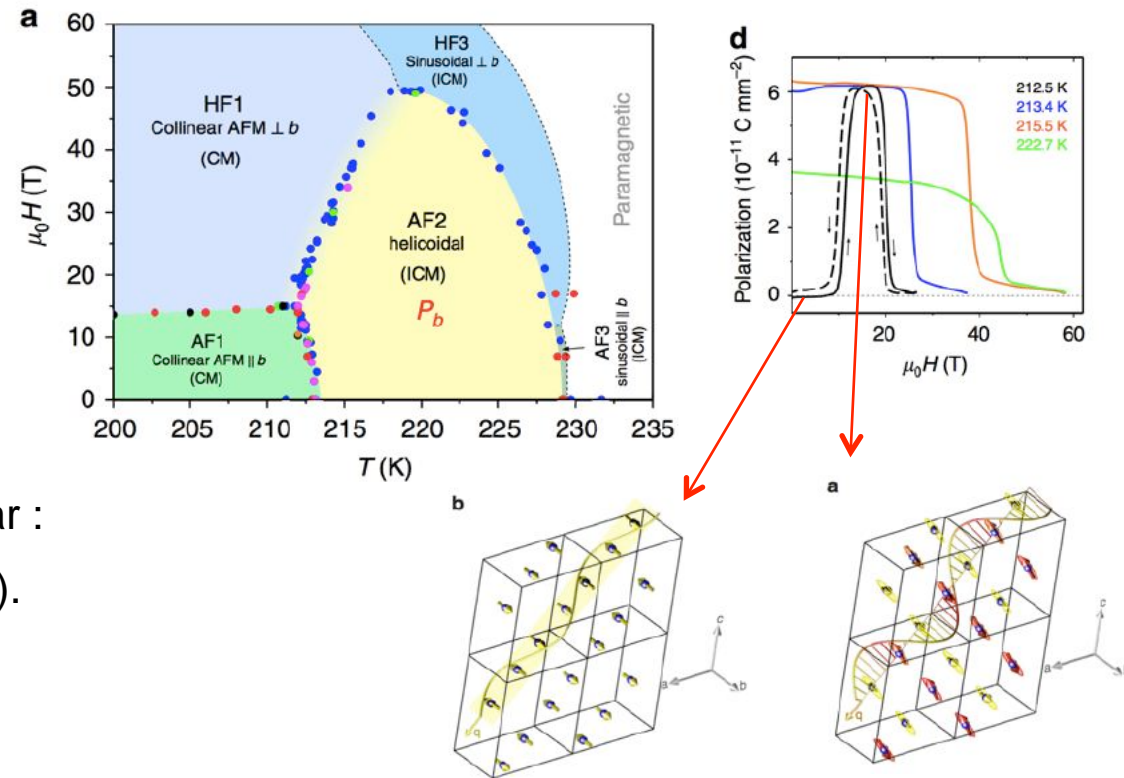 a
60
50
40
30
20
10
0
μ₀H (T)
200
205
210
215
220
225
230
235
T (K)
HF1
Collinear AFM ⊥ b
(CM)
HF3
Sinusoidal ⊥ b
(ICM)
Paramagnetic
AF2
helicoidal
(ICM)
P_b
AF1
Collinear AFM || b
(CM)
AF3
sinusoidal || b
(ICM)
d
Polarization (10⁻¹¹ C mm⁻²)
6
4
2
0
0
20
40
60
μ₀H (T)
212.5 K
213.4 K
215.5 K
222.7 K
ar :
).
b
c
a
b
q
a
c
a
q